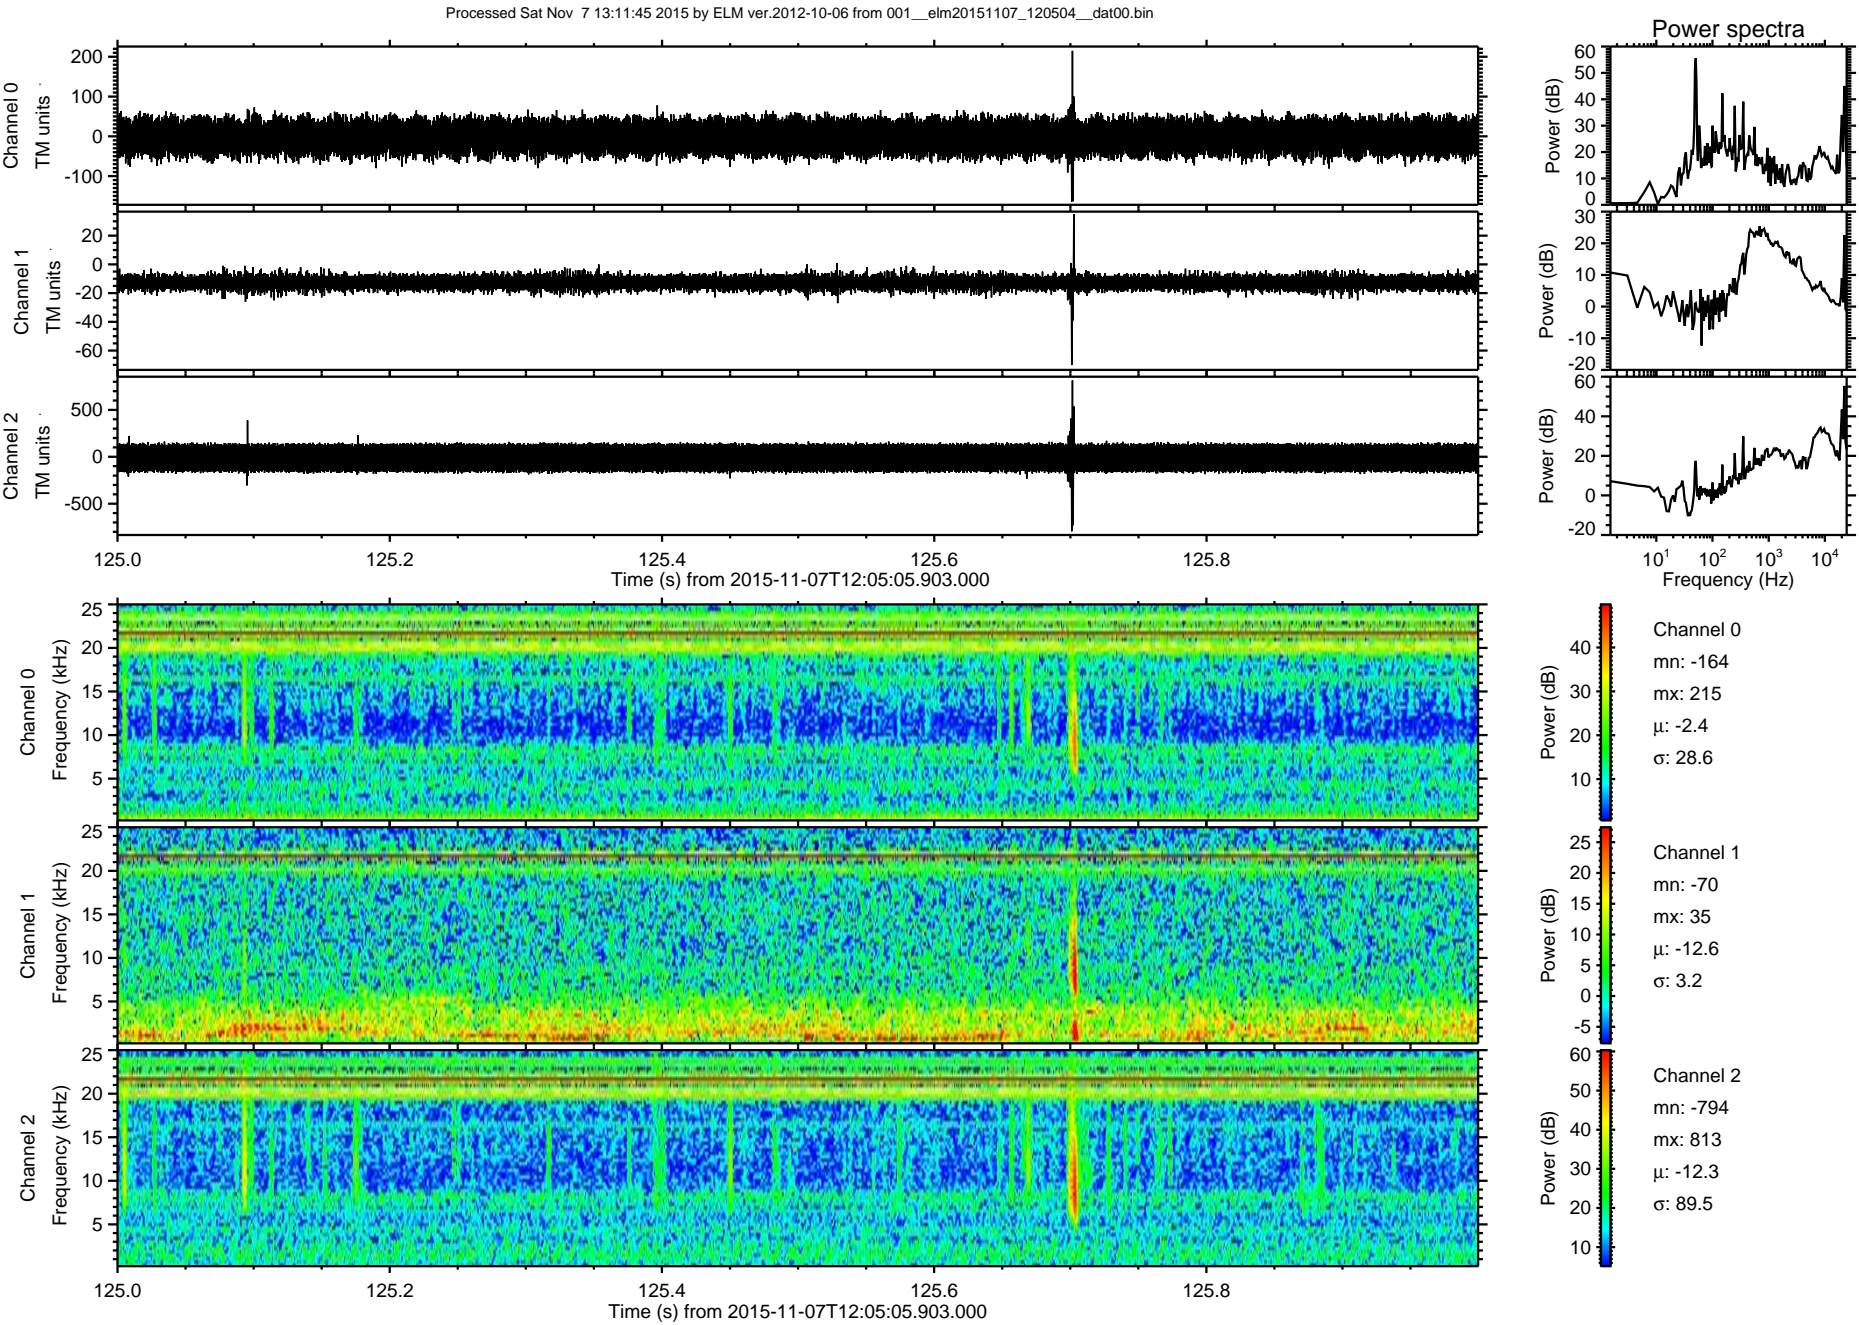 Processed Sat Nov  7 13:11:45 2015 by ELM ver.2012-10-06 from 001__elm20151107_120504__dat00.bin
Power spectra
Channel 0
TM units
200
100
0
-100
Power (dB)
60
50
40
30
20
10
0
Channel 1
TM units
20
0
-20
-40
-60
Power (dB)
30
20
10
0
-10
-20
Channel 2
TM units
500
0
-500
Power (dB)
60
40
20
0
-20
125.0 125.2 125.4 125.6 125.8
Time (s) from 2015-11-07T12:05:05.903.000
10¹ 10² 10³ 10⁴
Frequency (Hz)
Channel 0
Frequency (kHz)
25
20
15
10
5
Power (dB)
40
30
20
10
Channel 0
mn: -164
mx: 215
μ: -2.4
σ: 28.6
Channel 1
Frequency (kHz)
25
20
15
10
5
Power (dB)
25
20
15
10
5
0
-5
Channel 1
mn: -70
mx: 35
μ: -12.6
σ: 3.2
Channel 2
Frequency (kHz)
25
20
15
10
5
Power (dB)
60
50
40
30
20
10
Channel 2
mn: -794
mx: 813
μ: -12.3
σ: 89.5
125.0 125.2 125.4 125.6 125.8
Time (s) from 2015-11-07T12:05:05.903.000